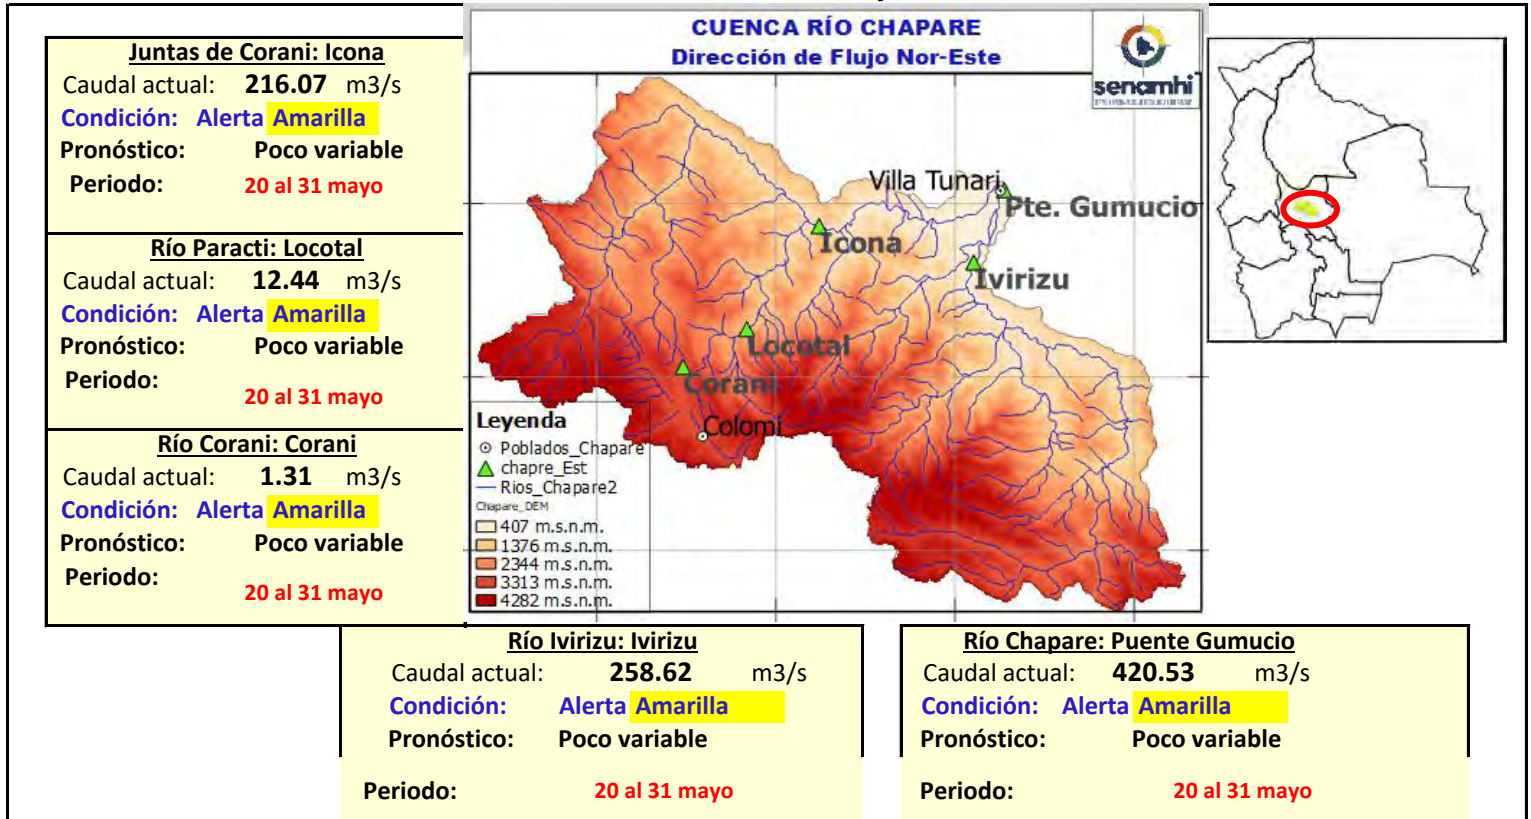 CUENCA RÍO CHAPARE
Dirección de Flujo Nor-Este
senamhi
Juntas de Corani: Icona
Caudal actual: 216.07 m3/s
Condición: Alerta Amarilla
Pronóstico: Poco variable
Periodo: 20 al 31 mayo
Río Paracti: Locotal
Caudal actual: 12.44 m3/s
Condición: Alerta Amarilla
Pronóstico: Poco variable
Periodo:
20 al 31 mayo
Río Corani: Corani
Caudal actual: 1.31 m3/s
Condición: Alerta Amarilla
Pronóstico: Poco variable
Periodo:
20 al 31 mayo
Villa Tunari
Pte. Gumucio
Icona
Ivirizu
Locotal
Corani
Colomi
Leyenda
Poblados_Chapare
chapre_Est
Rios_Chapare2
Chapare_DEM
407 m.s.n.m.
1376 m.s.n.m.
2344 m.s.n.m.
3313 m.s.n.m.
4282 m.s.n.m.
Río Ivirizu: Ivirizu
Caudal actual: 258.62 m3/s
Condición: Alerta Amarilla
Pronóstico: Poco variable
Periodo: 20 al 31 mayo
Río Chapare: Puente Gumucio
Caudal actual: 420.53 m3/s
Condición: Alerta Amarilla
Pronóstico: Poco variable
Periodo: 20 al 31 mayo